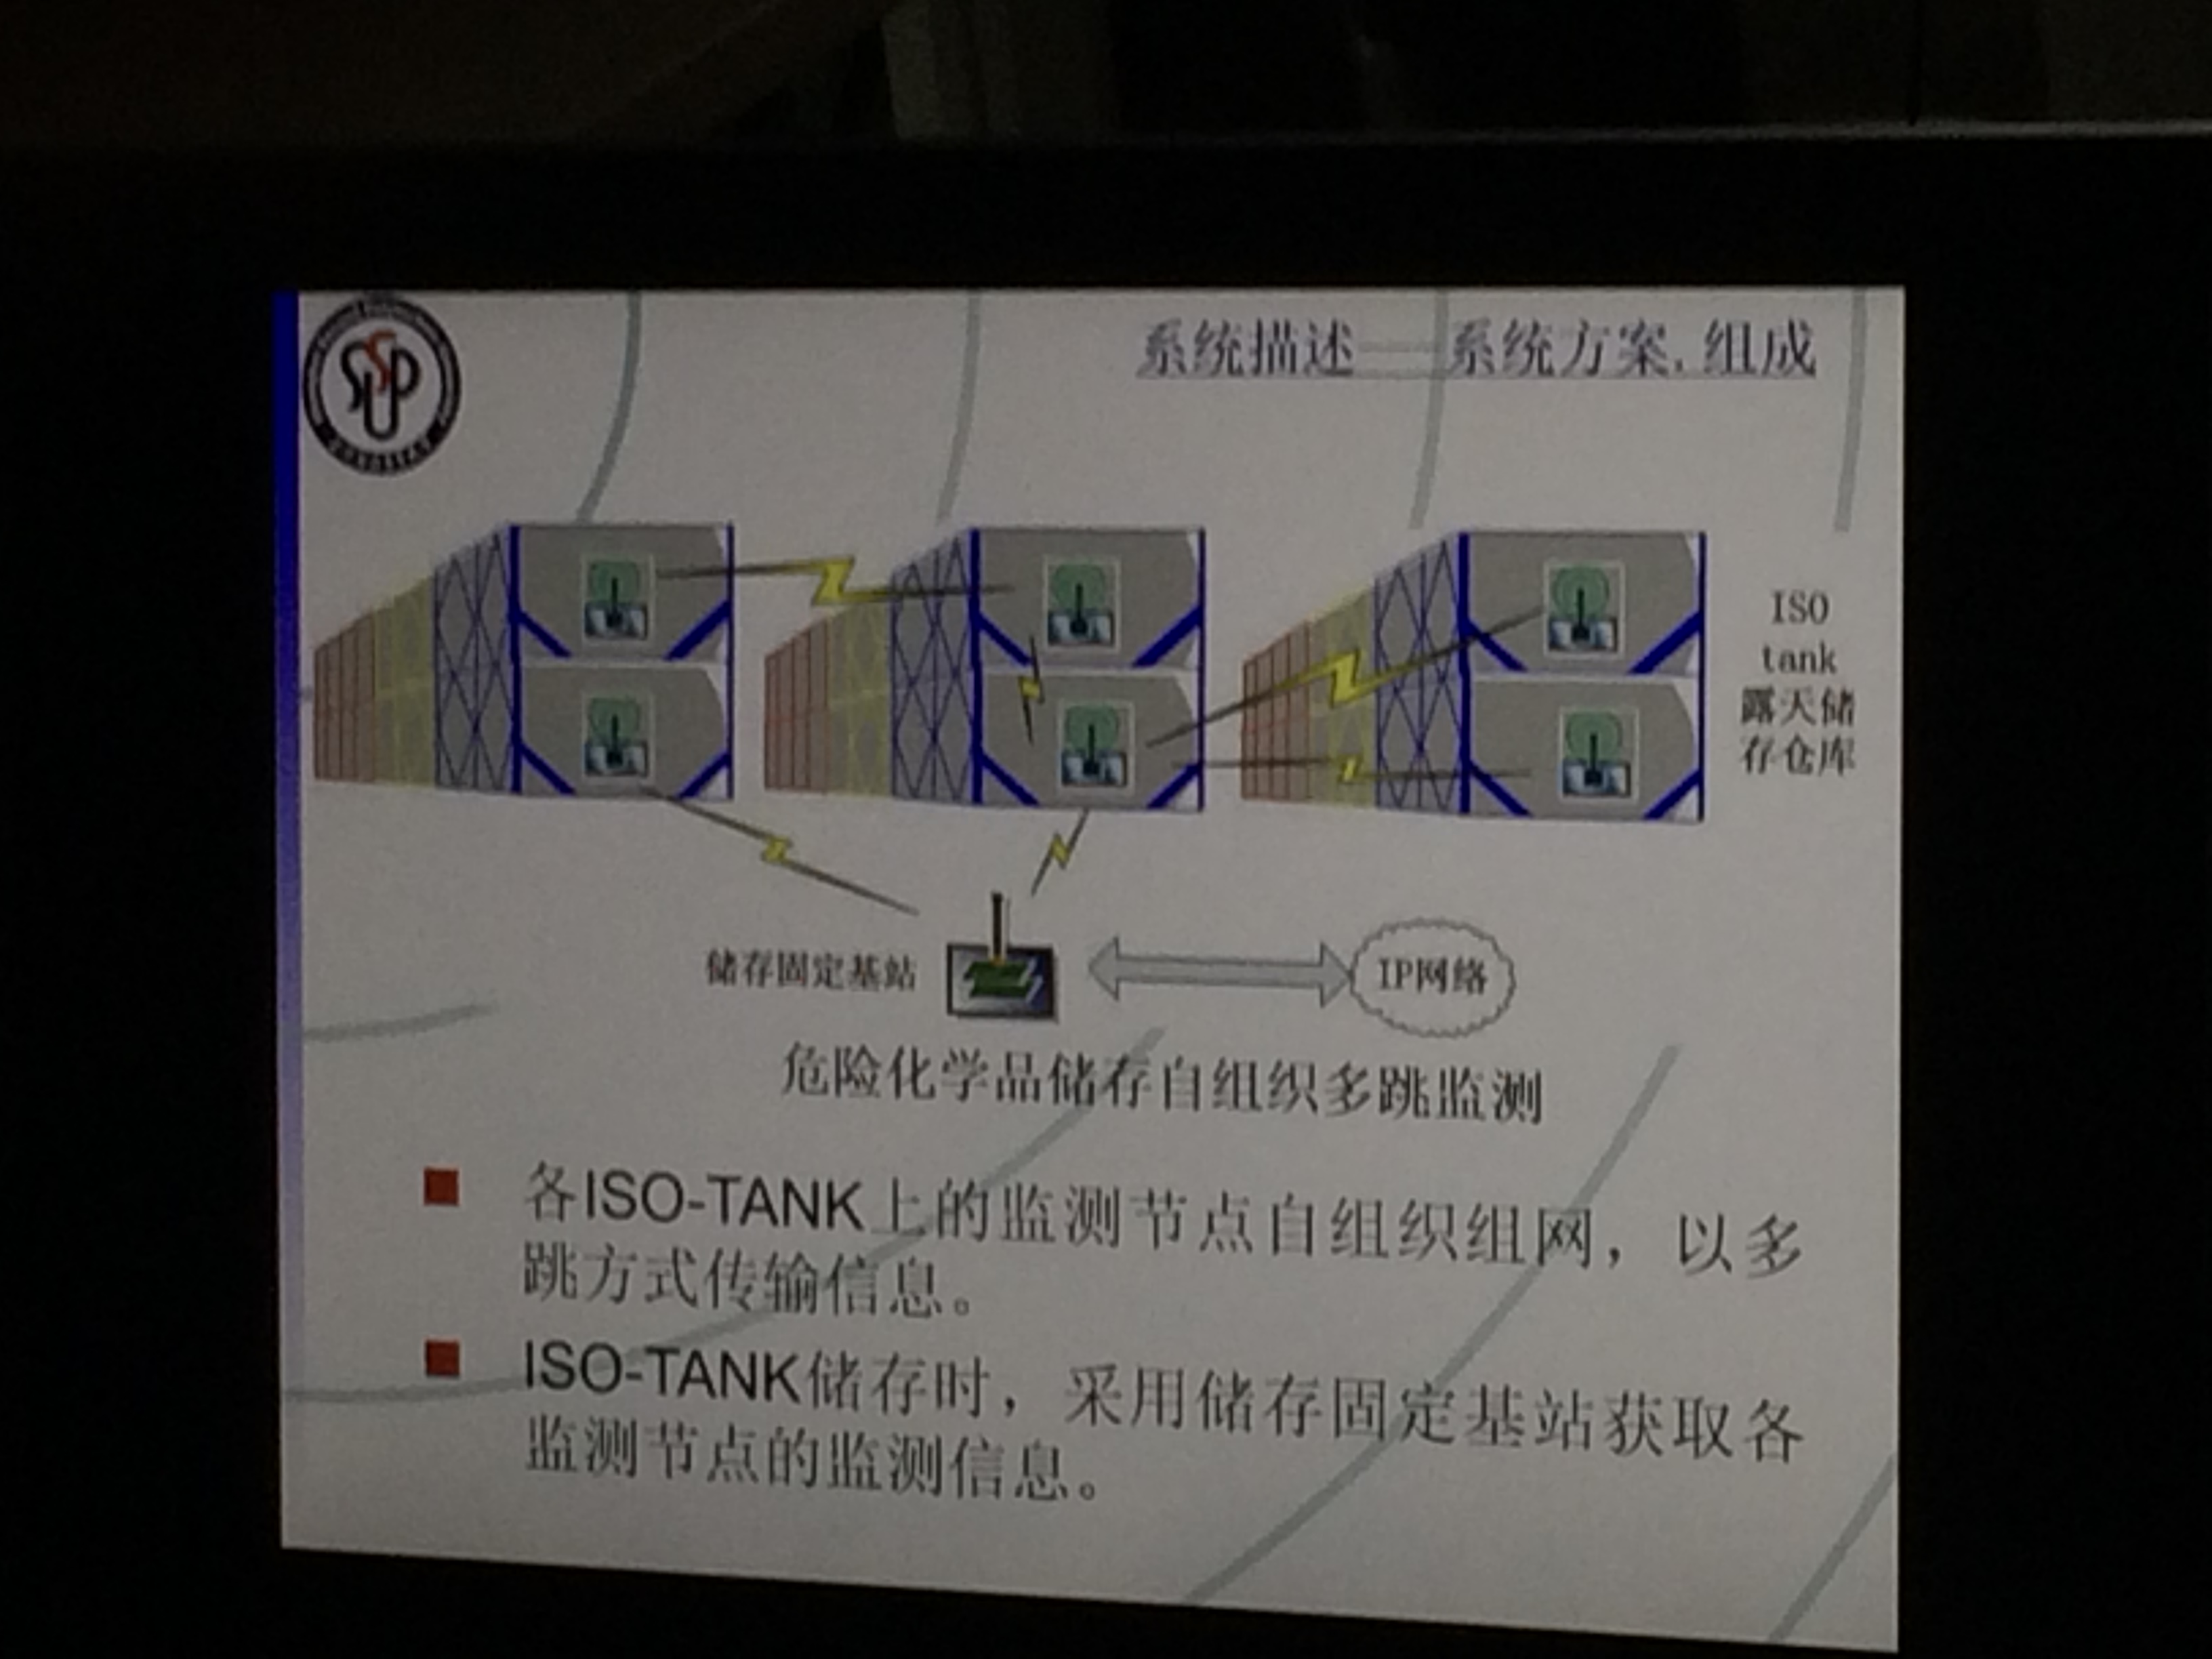 系统描述——系统方案.组成
ISO
tank
露天储
存仓库
储存固定基站
IP网络
危险化学品储存自组织多跳监测
各ISO-TANK上的监测节点自组织组网，以多
跳方式传输信息。
ISO-TANK储存时，采用储存固定基站获取各
监测节点的监测信息。